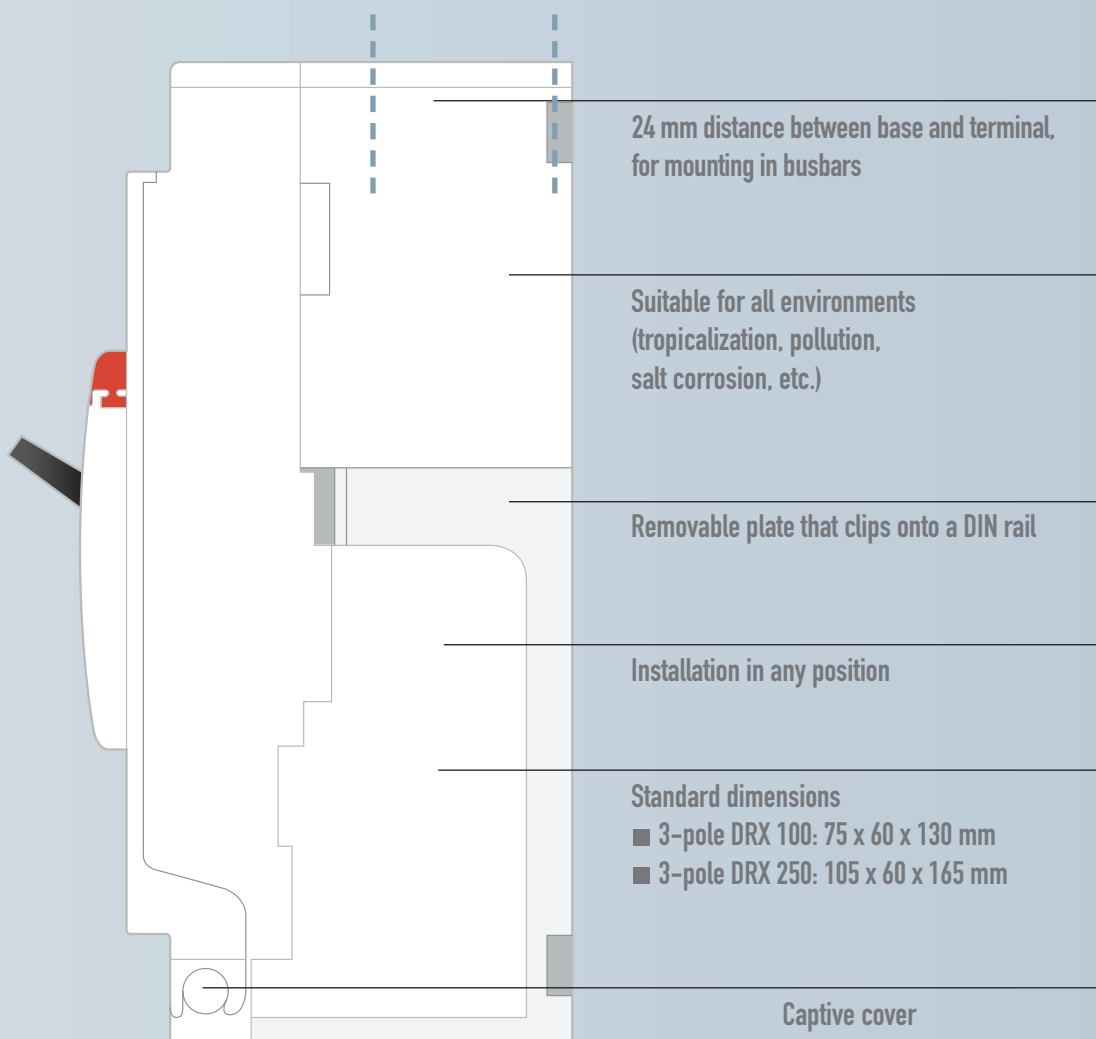 24 mm distance between base and terminal,
for mounting in busbars
Suitable for all environments
(tropicalization, pollution,
salt corrosion, etc.)
Removable plate that clips onto a DIN rail
Installation in any position
Standard dimensions
■ 3-pole DRX 100: 75 x 60 x 130 mm
■ 3-pole DRX 250: 105 x 60 x 165 mm
Captive cover